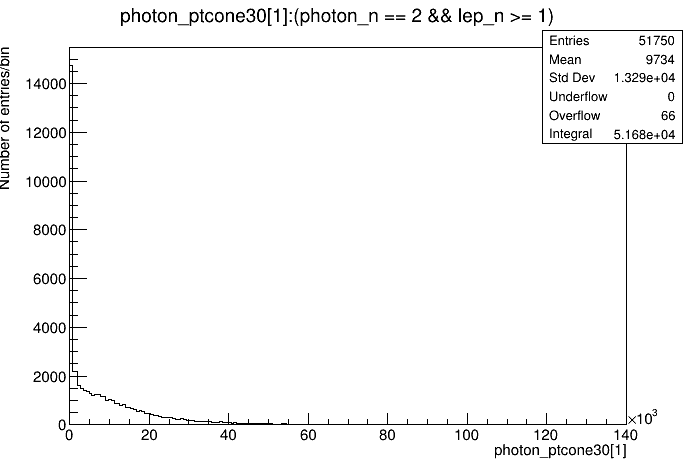 photon_ptcone30[1]:(photon_n == 2 && lep_n >= 1)
Entries 51750
Mean 9734
Std Dev 1.329e+04
Underflow 0
Overflow 66
Integral 5.168e+04
Number of entries/bin
14000
12000
10000
8000
6000
4000
2000
0
0 20 40 60 80 100 120 140
×10³
photon_ptcone30[1]